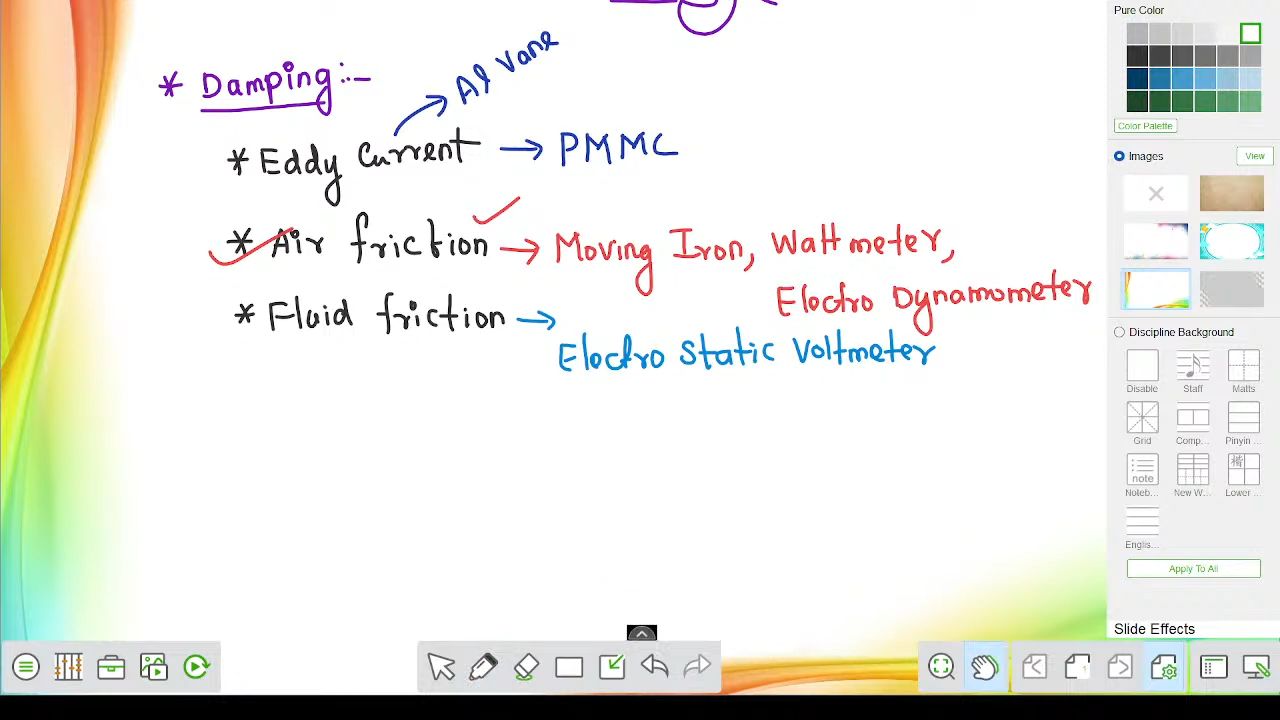 * Damping:-
Al Vane
* Eddy Current → PMMC
* Air friction → Moving Iron, Wattmeter,
Electro Dynamometer
* Fluid friction →
Electro Static Voltmeter
Pure Color
Color Palette
Images
View
Discipline Background
Disable Staff Matts
Grid Comp... Pinyin
Noteb... New W... Lower ...
note
Englis...
Apply To All
Slide Effects